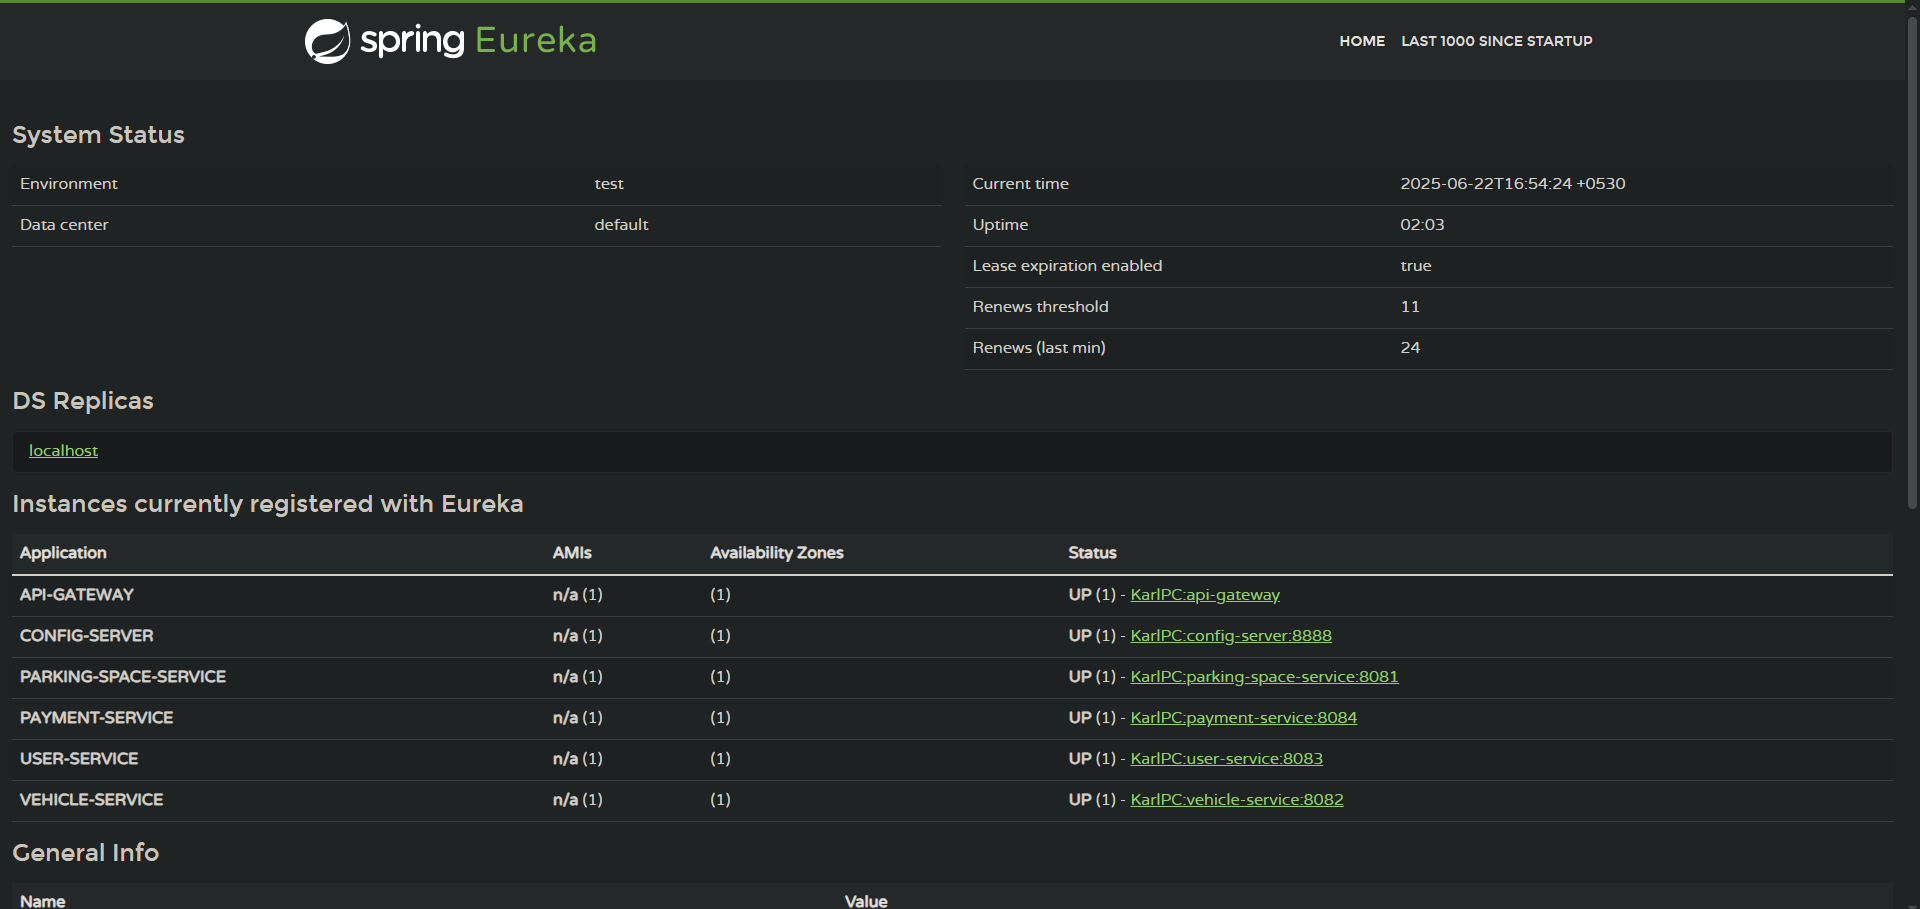 spring Eureka
HOME LAST 1000 SINCE STARTUP
System Status
Environment test
Data center default
Current time 2025-06-22T16:54:24 +0530
Uptime 02:03
Lease expiration enabled true
Renews threshold 11
Renews (last min) 24
DS Replicas
localhost
Instances currently registered with Eureka
Application AMIs Availability Zones Status
API-GATEWAY n/a (1) (1) UP (1) - KarlPC:api-gateway
CONFIG-SERVER n/a (1) (1) UP (1) - KarlPC:config-server:8888
PARKING-SPACE-SERVICE n/a (1) (1) UP (1) - KarlPC:parking-space-service:8081
PAYMENT-SERVICE n/a (1) (1) UP (1) - KarlPC:payment-service:8084
USER-SERVICE n/a (1) (1) UP (1) - KarlPC:user-service:8083
VEHICLE-SERVICE n/a (1) (1) UP (1) - KarlPC:vehicle-service:8082
General Info
Name Value